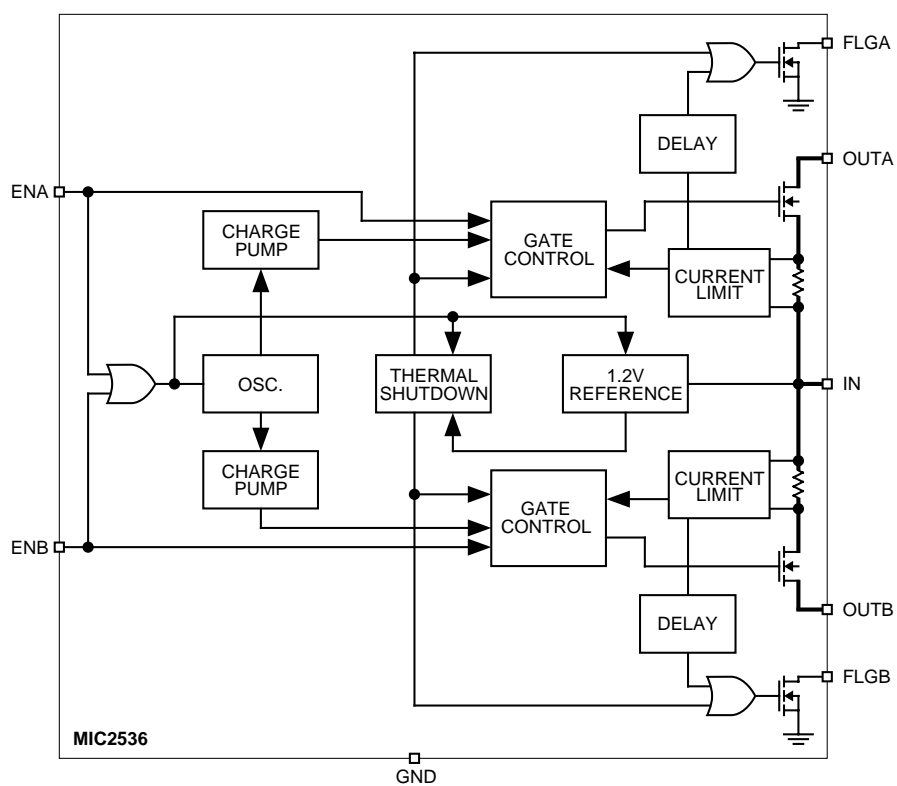 FLGA
DELAY
OUTA
ENA
CHARGE
PUMP
GATE
CONTROL
CURRENT
LIMIT
OSC.
THERMAL
SHUTDOWN
1.2V
REFERENCE
IN
CHARGE
PUMP
GATE
CONTROL
CURRENT
LIMIT
ENB
OUTB
DELAY
FLGB
MIC2536
GND